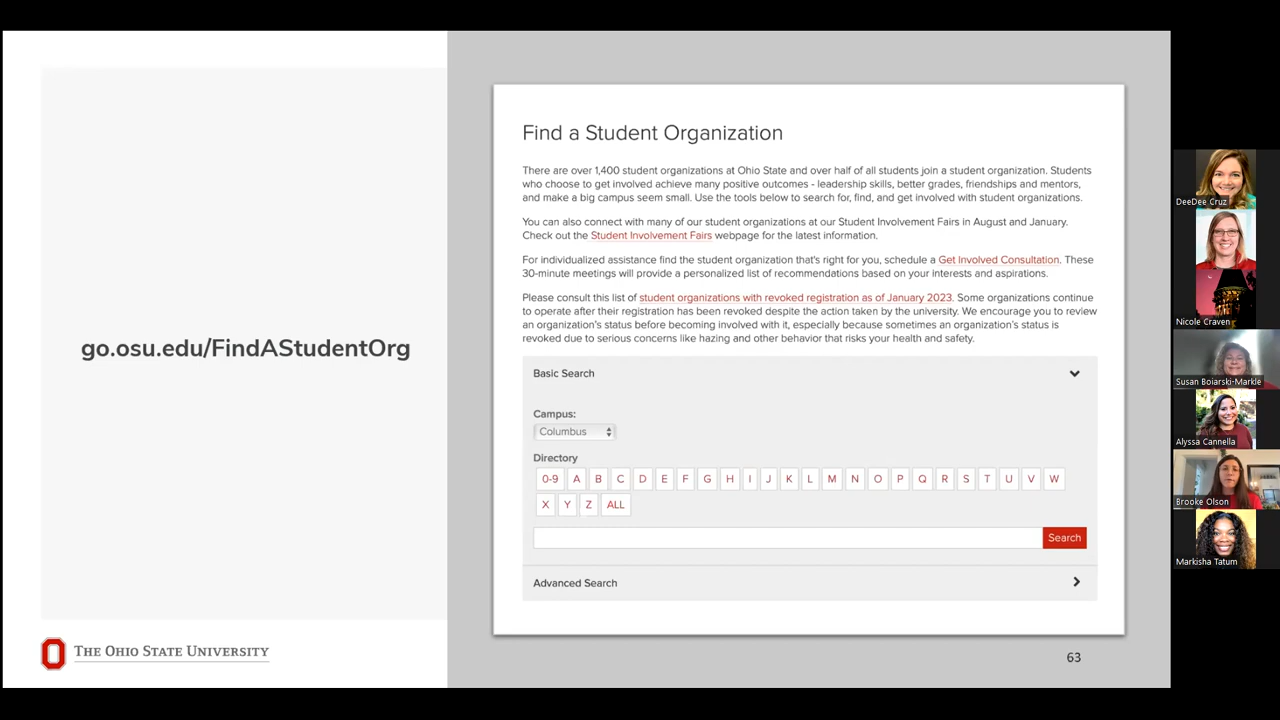 go.osu.edu/FindAStudentOrg
THE OHIO STATE UNIVERSITY
Find a Student Organization
There are over 1,400 student organizations at Ohio State and over half of all students join a student organization. Students
who choose to get involved achieve many positive outcomes - leadership skills, better grades, friendships and mentors,
and make a big campus seem small. Use the tools below to search for, find, and get involved with student organizations.
You can also connect with many of our student organizations at our Student Involvement Fairs in August and January.
Check out the Student Involvement Fairs webpage for the latest information.
For individualized assistance find the student organization that's right for you, schedule a Get Involved Consultation. These
30-minute meetings will provide a personalized list of recommendations based on your interests and aspirations.
Please consult this list of student organizations with revoked registration as of January 2023. Some organizations continue
to operate after their registration has been revoked despite the action taken by the university. We encourage you to review
an organization's status before becoming involved with it, especially because sometimes an organization's status is
revoked due to serious concerns like hazing and other behavior that risks your health and safety.
Basic Search
Campus:
Columbus
Directory
0-9 A B C D E F G H I J K L M N O P Q R S T U V W
X Y Z ALL
Search
Advanced Search
63
DeeDee Cruz
Nicole Craven
Susan Boiarski-Markle
Alyssa Cannella
Brooke Olson
Markisha Tatum